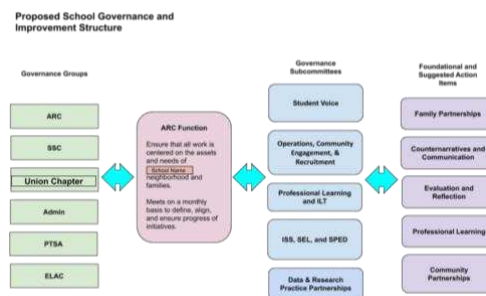 Proposed School Governance and
Improvement Structure
Governance Groups
ARC
SSC
Union Chapter
Admin
PTSA
ELAC
ARC Function
Ensure that all work is
centered on the assets
and needs of
School Name
neighborhood and
families.
Meets on a monthly
basis to define, align,
and ensure progress of
initiatives.
Governance
Subcommittees
Student Voice
Operations, Community
Engagement, &
Recruitment
Professional Learning
and ILT
ISS, SEL, and SPED
Data & Research
Practice Partnerships
Foundational and
Suggested Action
Items
Family Partnerships
Counternarratives and
Communication
Evaluation and
Reflection
Professional Learning
Community
Partnerships